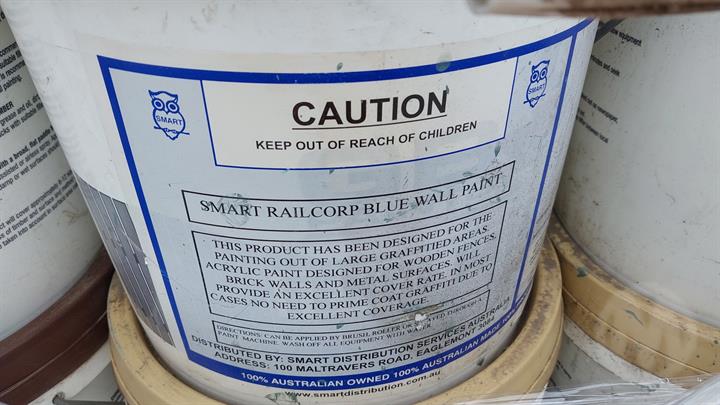 SMART
CAUTION
KEEP OUT OF REACH OF CHILDREN
SMART
SMART RAILCORP BLUE WALL PAINT
THIS PRODUCT HAS BEEN DESIGNED FOR THE
PAINTING OUT OF LARGE GRAFFITIED AREAS.
ACRYLIC PAINT DESIGNED FOR WOODEN FENCES,
BRICK WALLS AND METAL SURFACES. WILL
PROVIDE AN EXCELLENT COVER RATE. IN MOST
CASES NO NEED TO PRIME COAT GRAFFITI DUE TO
EXCELLENT COVERAGE.
DIRECTIONS: CAN BE APPLIED BY BRUSH, ROLLER OR THROUGH A
PAINT MACHINE. WASH OFF ALL EQUIPMENT WITH WATER.
DISTRIBUTED BY: SMART DISTRIBUTION SERVICES AUSTRALIA
ADDRESS: 100 MALTRAVERS ROAD. EAGLEMONT 3084
100% AUSTRALIAN OWNED 100% AUSTRALIAN MADE
www.smartdistribution.com.au